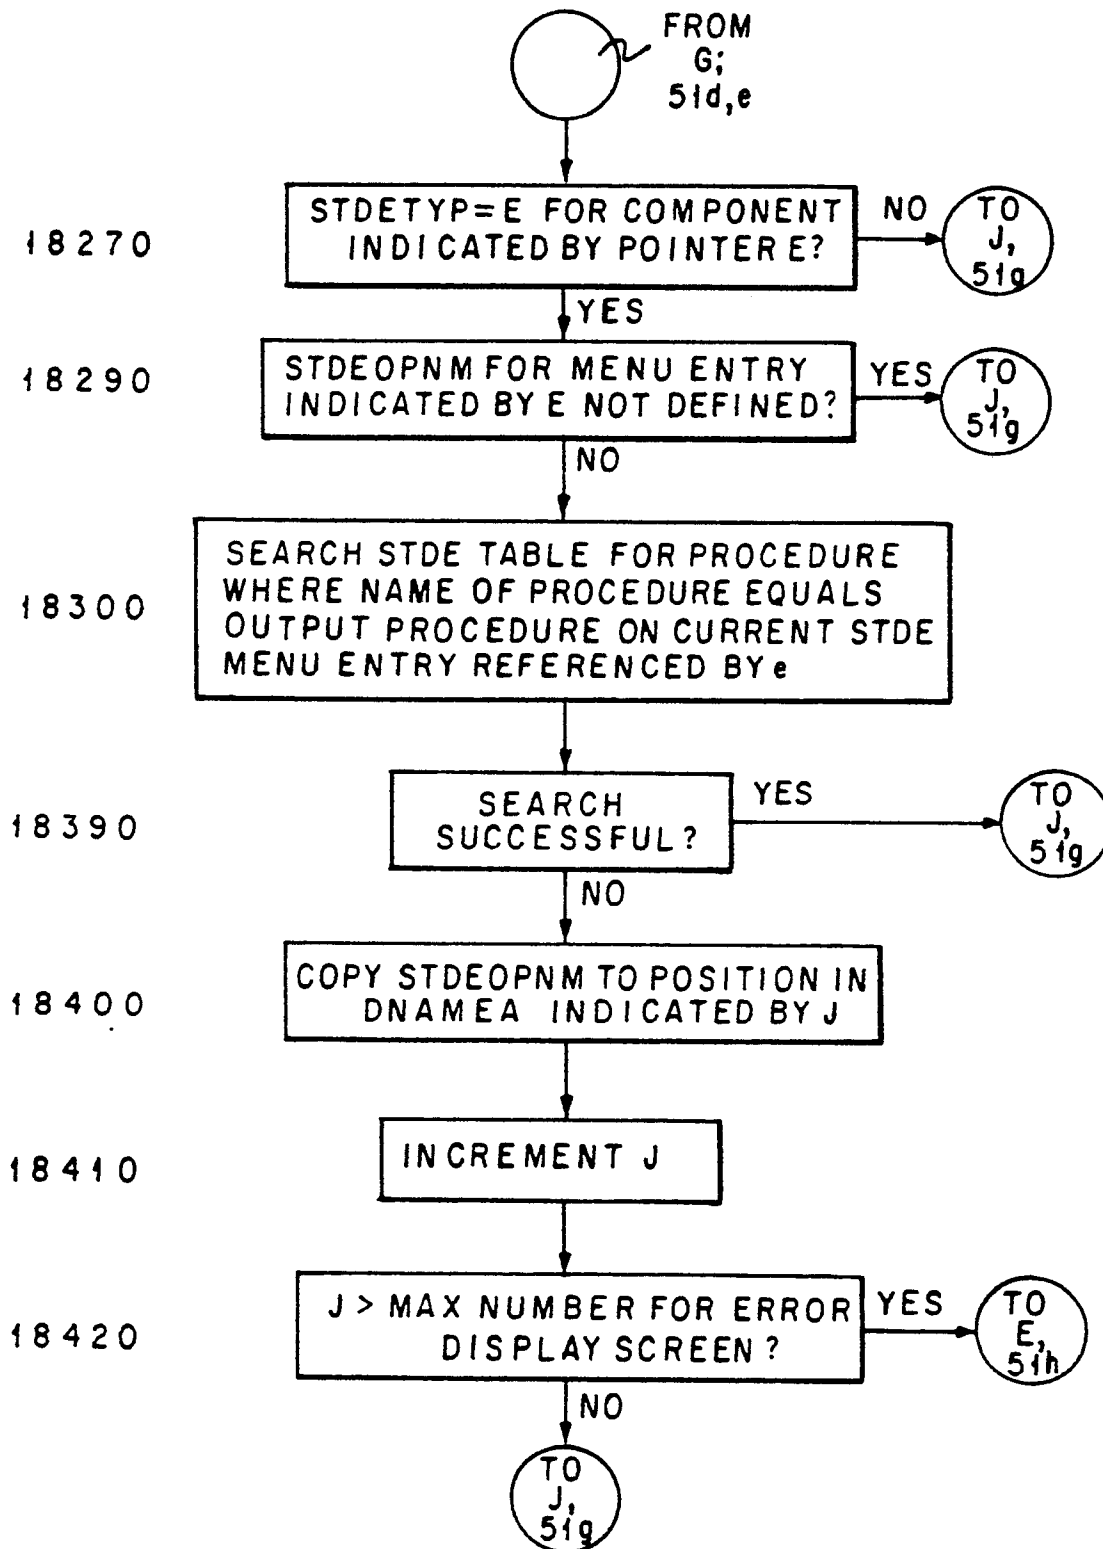 FROM
G;
51d,e
18270
STDETYP=E FOR COMPONENT
INDICATED BY POINTER E?
NO
TO
J,
51g
YES
18290
STDEOPNM FOR MENU ENTRY
INDICATED BY E NOT DEFINED?
YES
TO
J,
51g
NO
18300
SEARCH STDE TABLE FOR PROCEDURE
WHERE NAME OF PROCEDURE EQUALS
OUTPUT PROCEDURE ON CURRENT STDE
MENU ENTRY REFERENCED BY e
18390
SEARCH
SUCCESSFUL?
YES
TO
J,
51g
NO
18400
COPY STDEOPNM TO POSITION IN
DNAMEA INDICATED BY J
18410
INCREMENT J
18420
J > MAX NUMBER FOR ERROR
DISPLAY SCREEN?
YES
TO
E,
51h
NO
TO
J,
51g